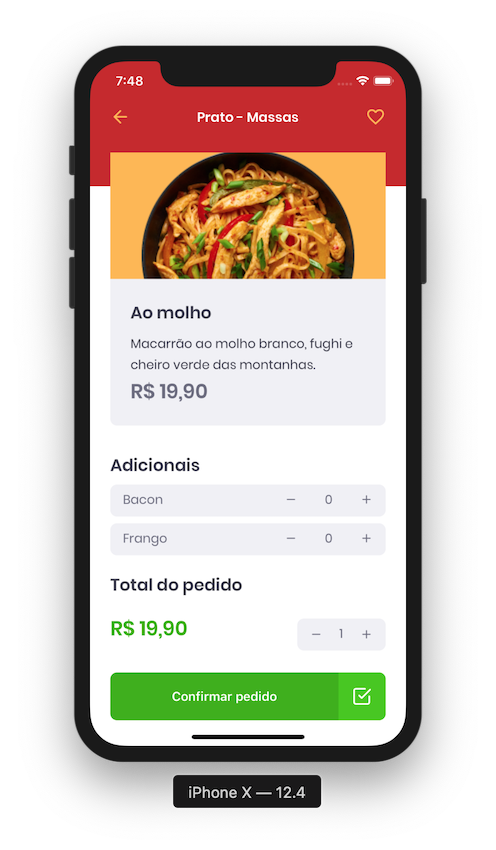 7:48
Prato - Massas
Ao molho
Macarrão ao molho branco, fughi e
cheiro verde das montanhas.
R$ 19,90
Adicionais
Bacon − 0 +
Frango − 0 +
Total do pedido
R$ 19,90 − 1 +
Confirmar pedido
iPhone X — 12.4